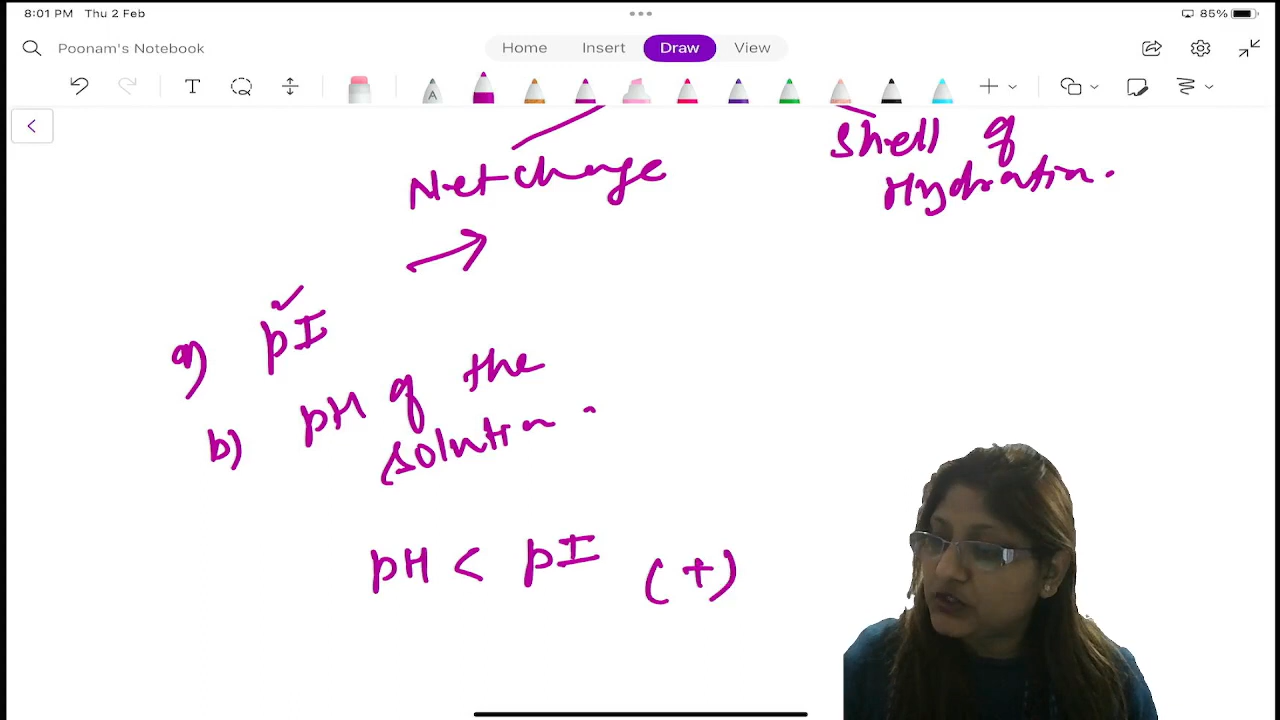 8:01 PM Thu 2 Feb
85%
Poonam's Notebook
Home Insert Draw View
T
A
Net charge
Shell of
Hydration.
a) pI
b) pH of the
solution.
pH < pI (+)